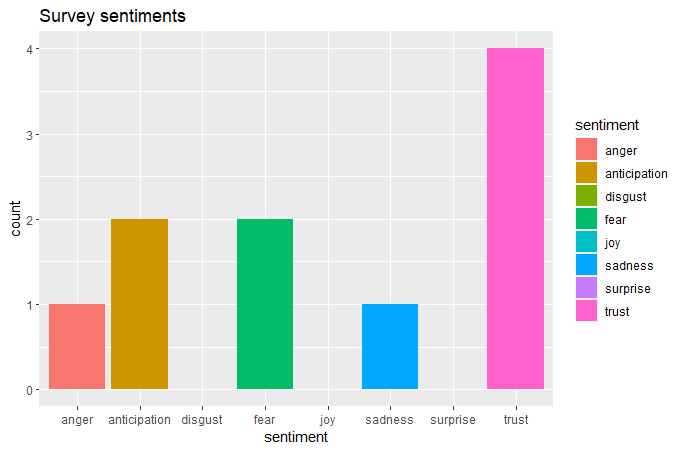 Survey sentiments
4
3
2
1
0
count
anger anticipation disgust fear joy sadness surprise trust
sentiment
sentiment
anger
anticipation
disgust
fear
joy
sadness
surprise
trust